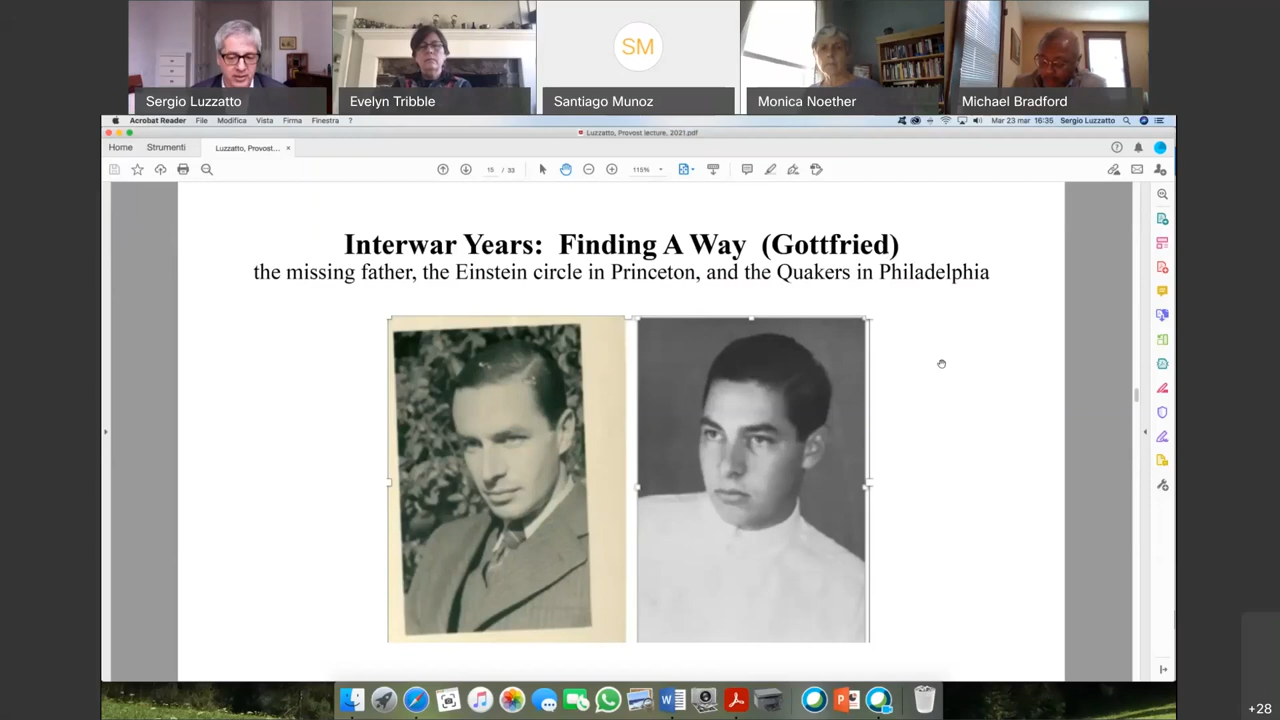 SM
Sergio Luzzatto
Evelyn Tribble
Santiago Munoz
Monica Noether
Michael Bradford
Acrobat Reader File Modifica Vista Firma Finestra ? Mar 23 mar 16:35 Sergio Luzzatto
Luzzatto, Provost lecture, 2021.pdf
Home Strumenti Luzzatto, Provost... ×
15 / 33 115%
Interwar Years: Finding A Way (Gottfried)
the missing father, the Einstein circle in Princeton, and the Quakers in Philadelphia
+28